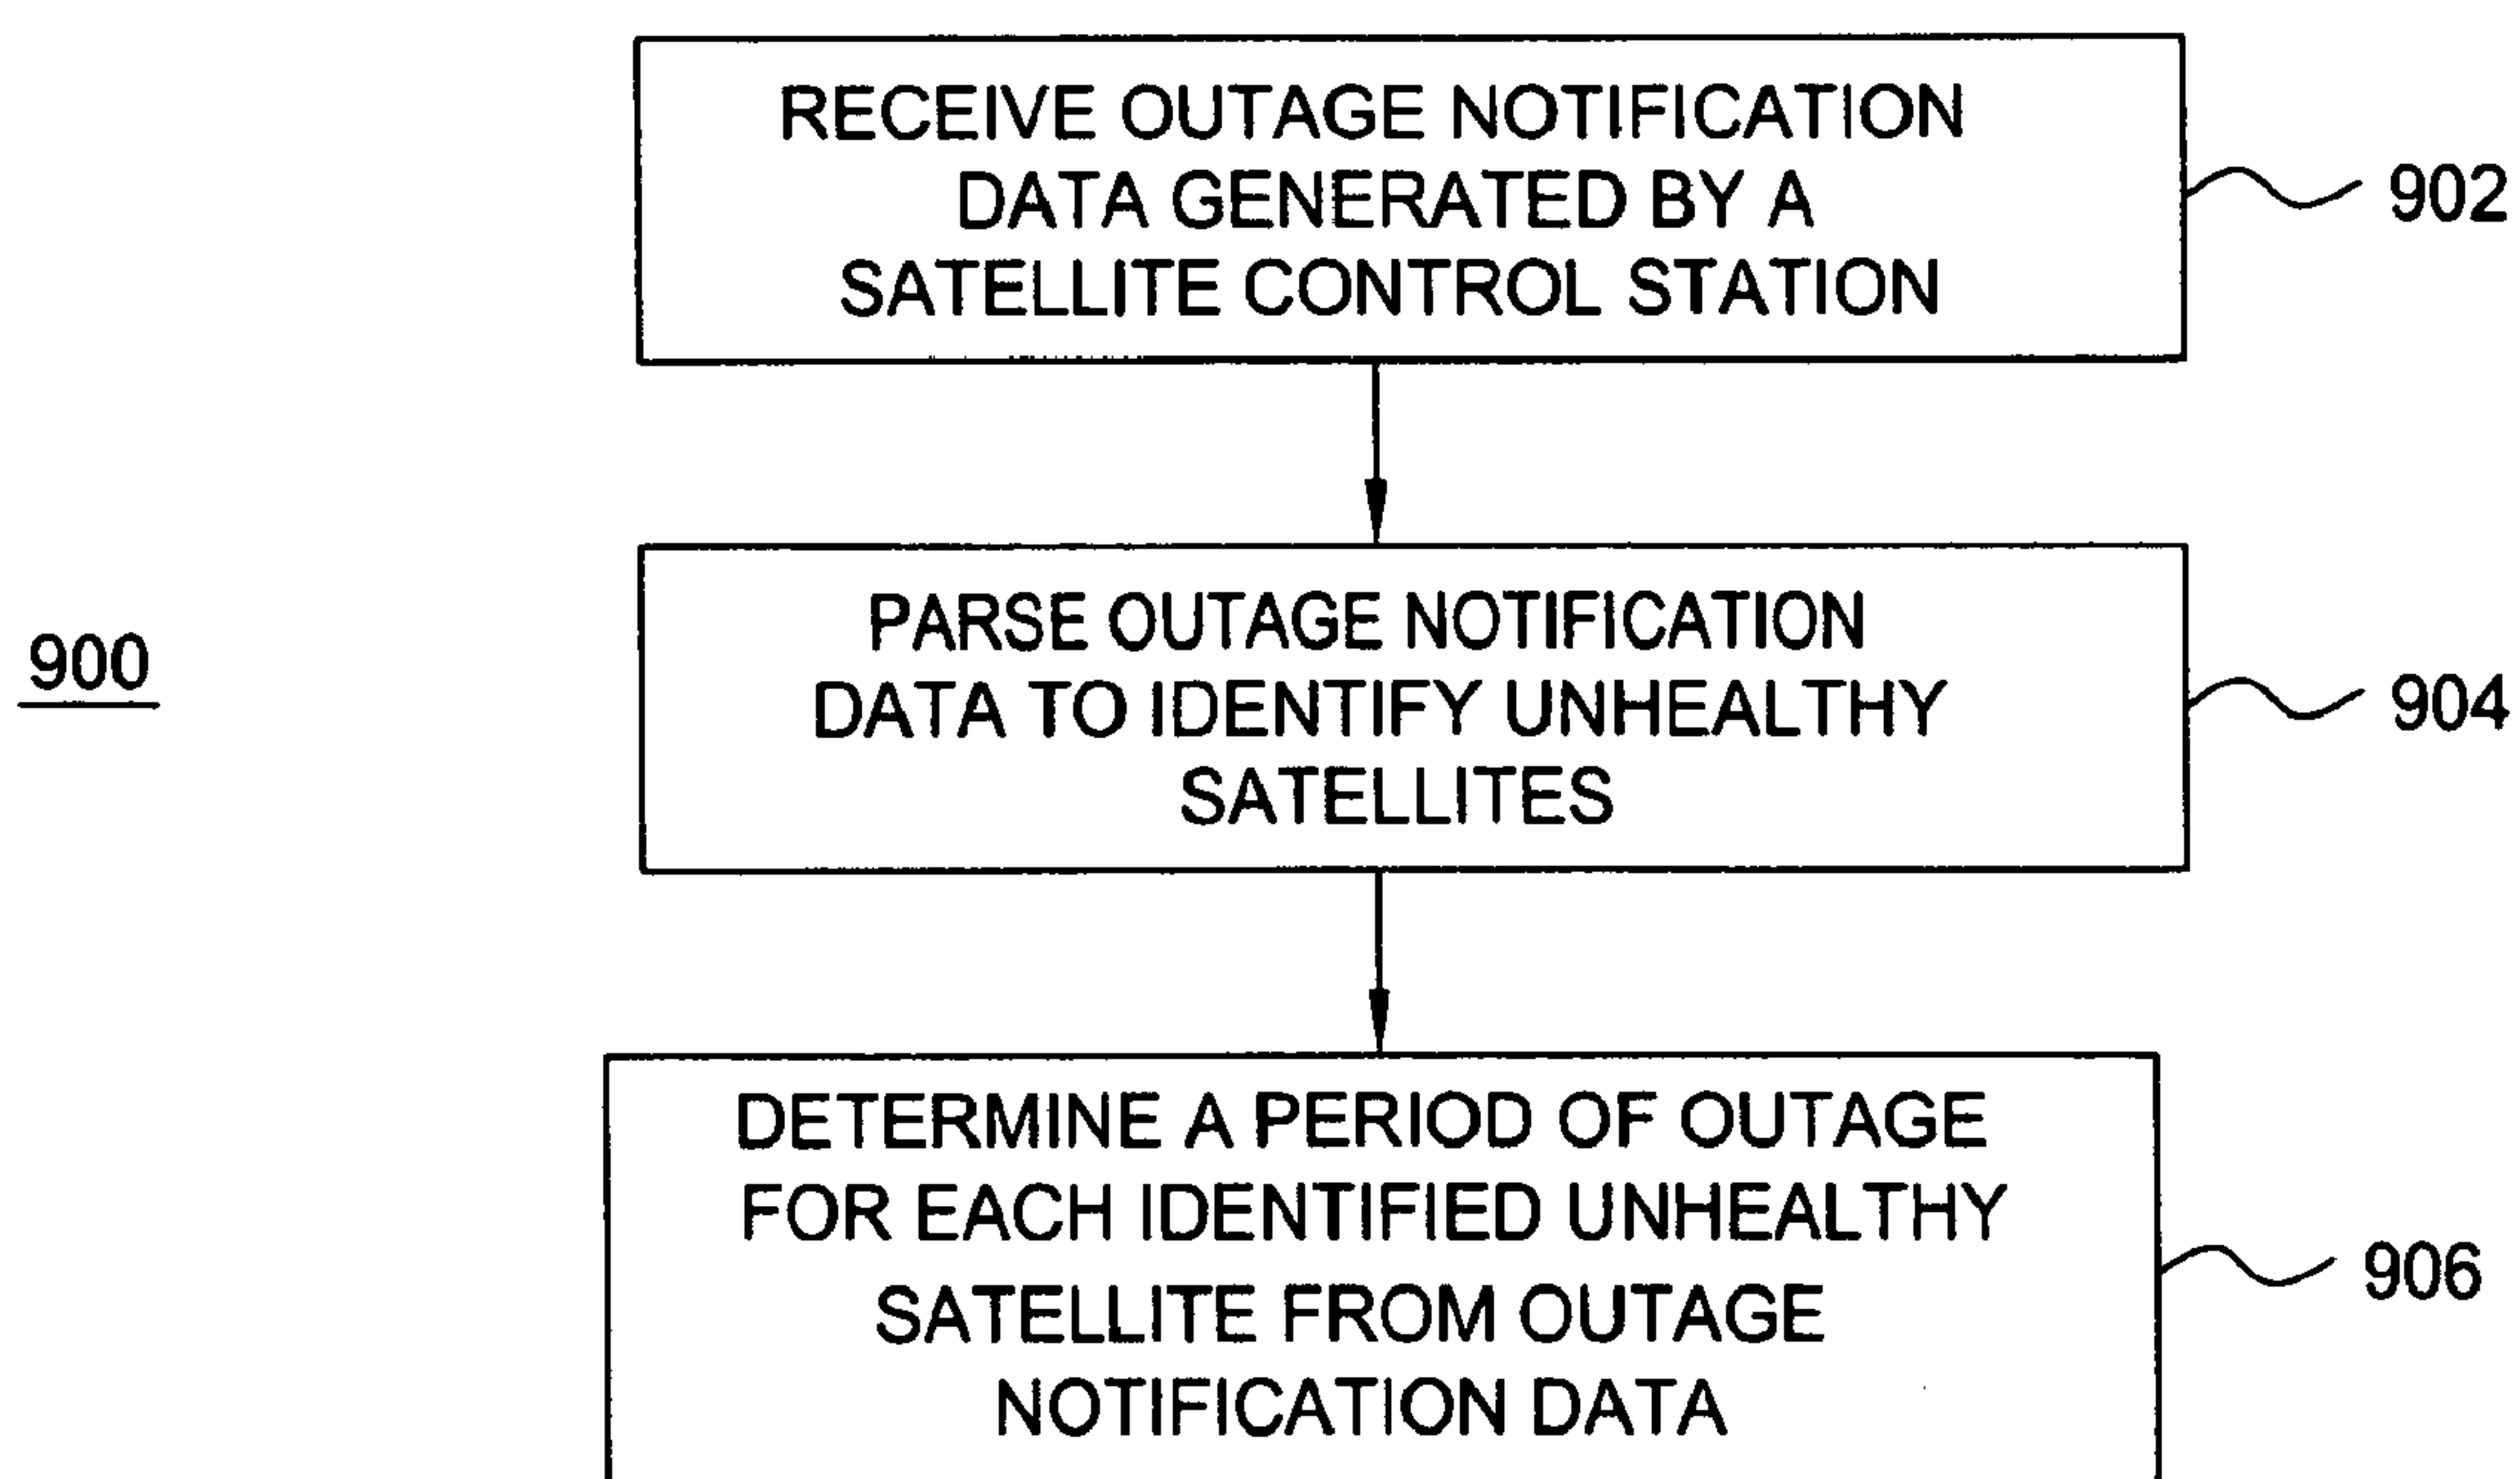 RECEIVE OUTAGE NOTIFICATION
DATA GENERATED BY A
SATELLITE CONTROL STATION
902
PARSE OUTAGE NOTIFICATION
DATA TO IDENTIFY UNHEALTHY
SATELLITES
904
900
DETERMINE A PERIOD OF OUTAGE
FOR EACH IDENTIFIED UNHEALTHY
SATELLITE FROM OUTAGE
NOTIFICATION DATA
906